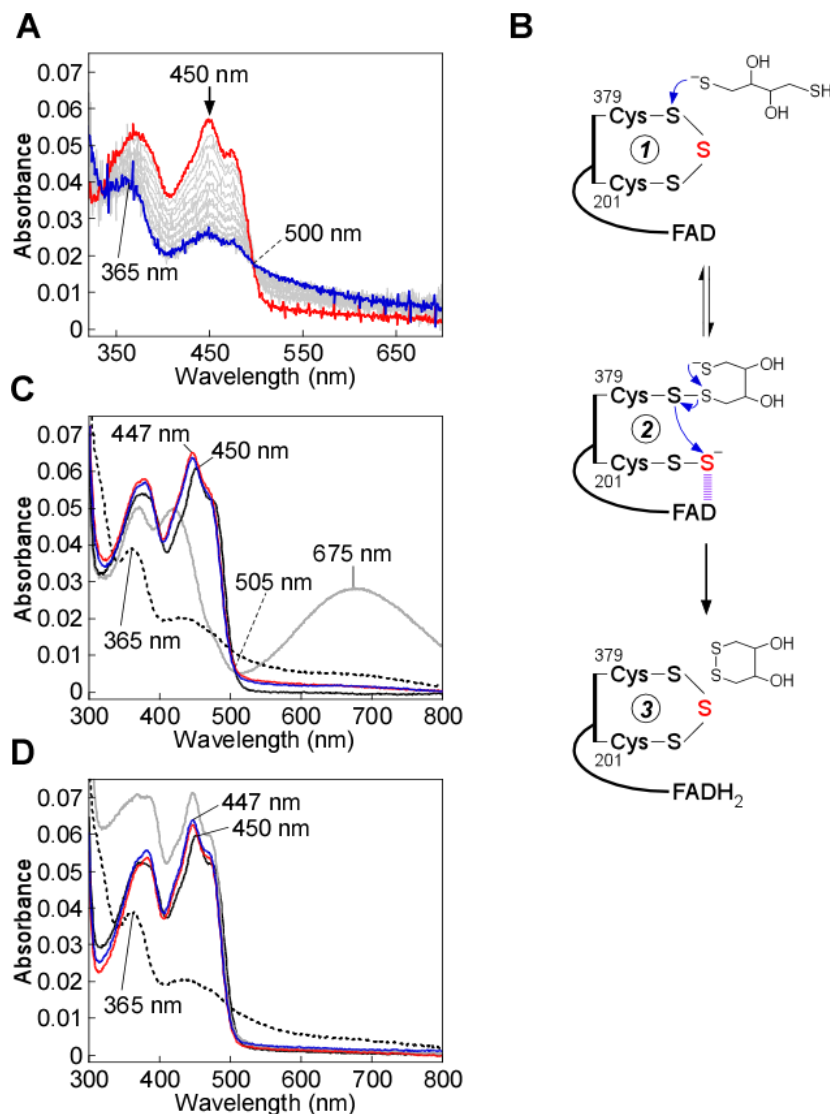 A
0.07
0.06
0.05
0.04
0.03
0.02
0.01
0
Absorbance
450 nm
500 nm
365 nm
350
450
550
650
Wavelength (nm)
B
379
Cys
S
S
Cys
S
201
1
FAD
⁻S
OH
OH
SH
379
Cys
S
S
⁻S
OH
OH
2
Cys
S
S⁻
201
FAD
379
Cys
S
S
Cys
S
201
3
FADH2
S
S
OH
OH
C
0.07
0.06
0.05
0.04
0.03
0.02
0.01
0
Absorbance
447 nm
450 nm
675 nm
505 nm
365 nm
300
400
500
600
700
800
Wavelength (nm)
D
0.07
0.06
0.05
0.04
0.03
0.02
0.01
0
Absorbance
447 nm
450 nm
365 nm
300
400
500
600
700
800
Wavelength (nm)